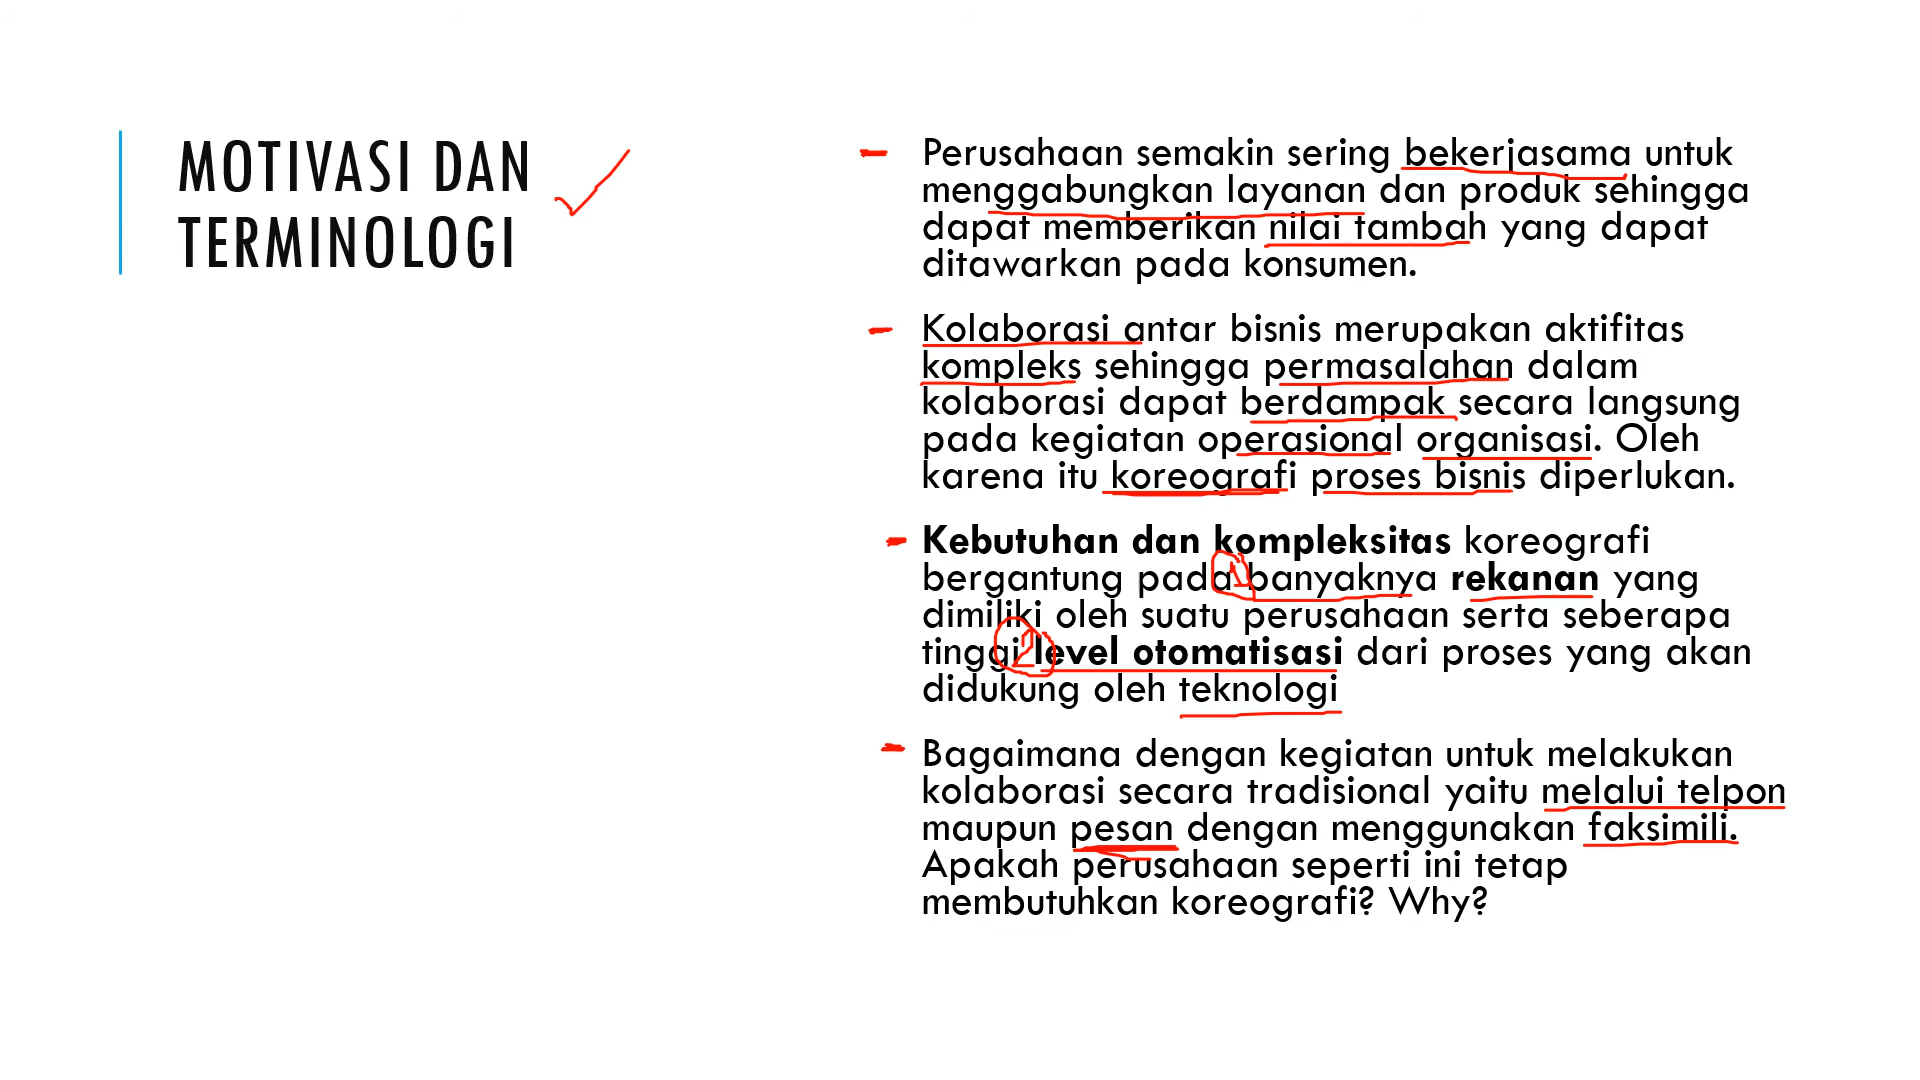 MOTIVASI DAN
TERMINOLOGI
Perusahaan semakin sering bekerjasama untuk
menggabungkan layanan dan produk sehingga
dapat memberikan nilai tambah yang dapat
ditawarkan pada konsumen.
Kolaborasi antar bisnis merupakan aktifitas
kompleks sehingga permasalahan dalam
kolaborasi dapat berdampak secara langsung
pada kegiatan operasional organisasi. Oleh
karena itu koreografi proses bisnis diperlukan.
Kebutuhan dan kompleksitas koreografi
1
bergantung pada banyaknya rekanan yang
dimiliki oleh suatu perusahaan serta seberapa
2
tinggi level otomatisasi dari proses yang akan
didukung oleh teknologi
Bagaimana dengan kegiatan untuk melakukan
kolaborasi secara tradisional yaitu melalui telpon
maupun pesan dengan menggunakan faksimili.
Apakah perusahaan seperti ini tetap
membutuhkan koreografi? Why?